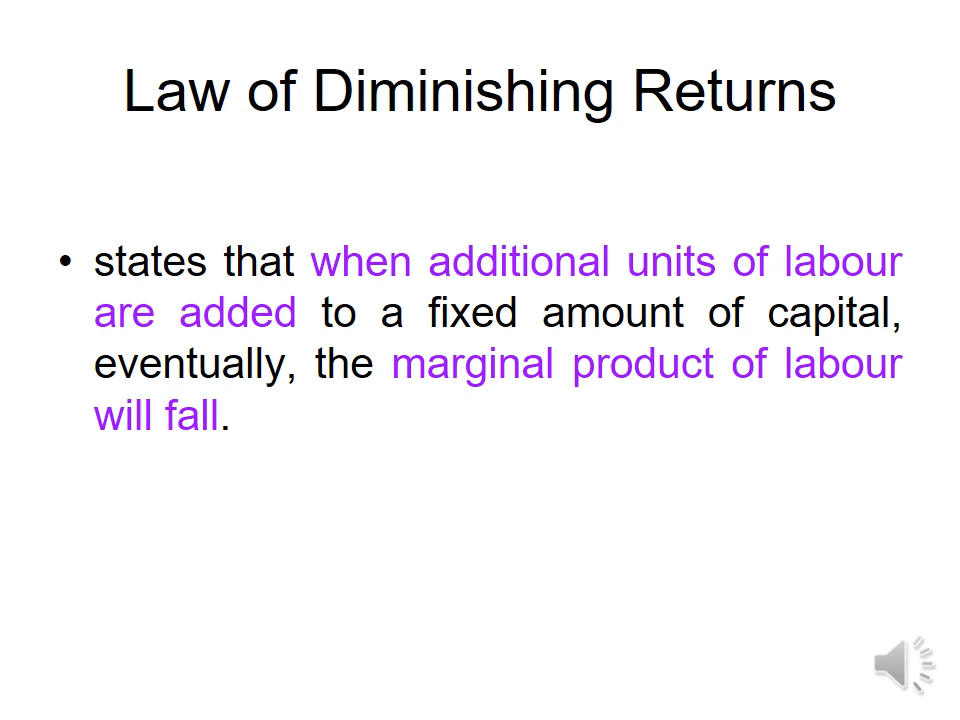 Law of Diminishing Returns
• states that when additional units of labour
are added to a fixed amount of capital,
eventually, the marginal product of labour
will fall.